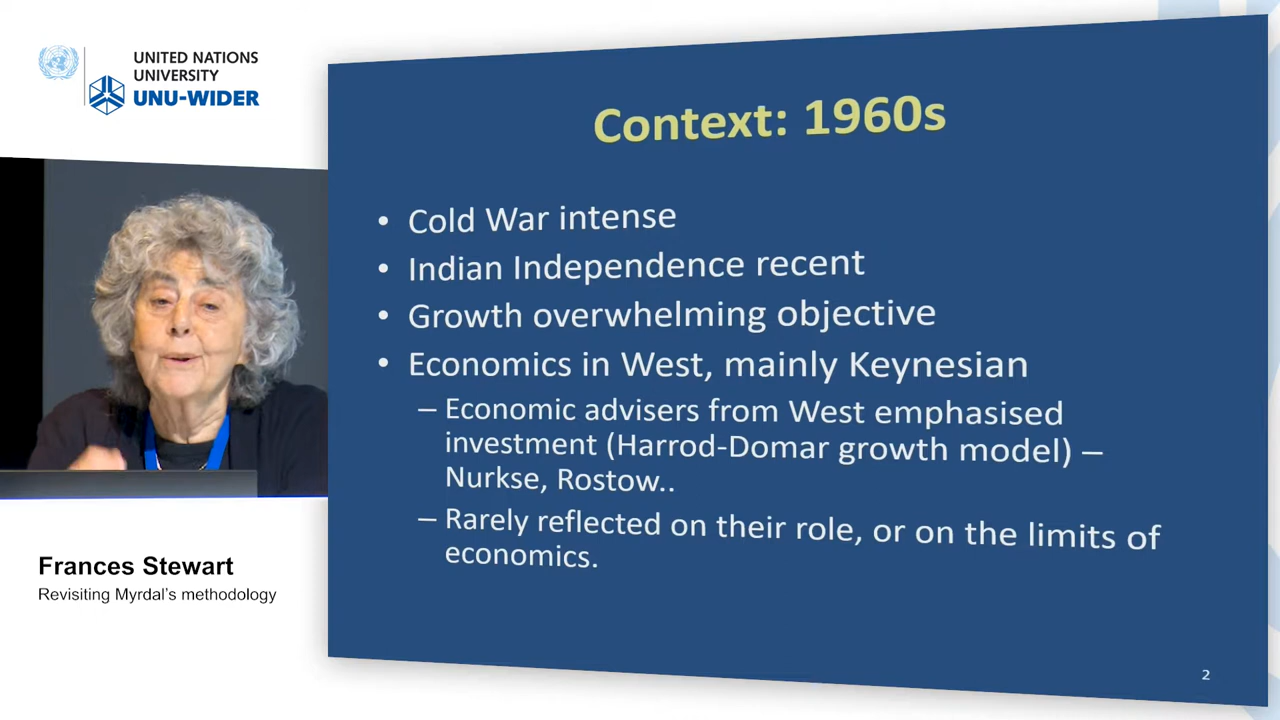 UNITED NATIONS
UNIVERSITY
UNU-WIDER
Context: 1960s
• Cold War intense
• Indian Independence recent
• Growth overwhelming objective
• Economics in West, mainly Keynesian
– Economic advisers from West emphasised
investment (Harrod-Domar growth model) –
Nurkse, Rostow..
– Rarely reflected on their role, or on the limits of
economics.
Frances Stewart
Revisiting Myrdal's methodology
2